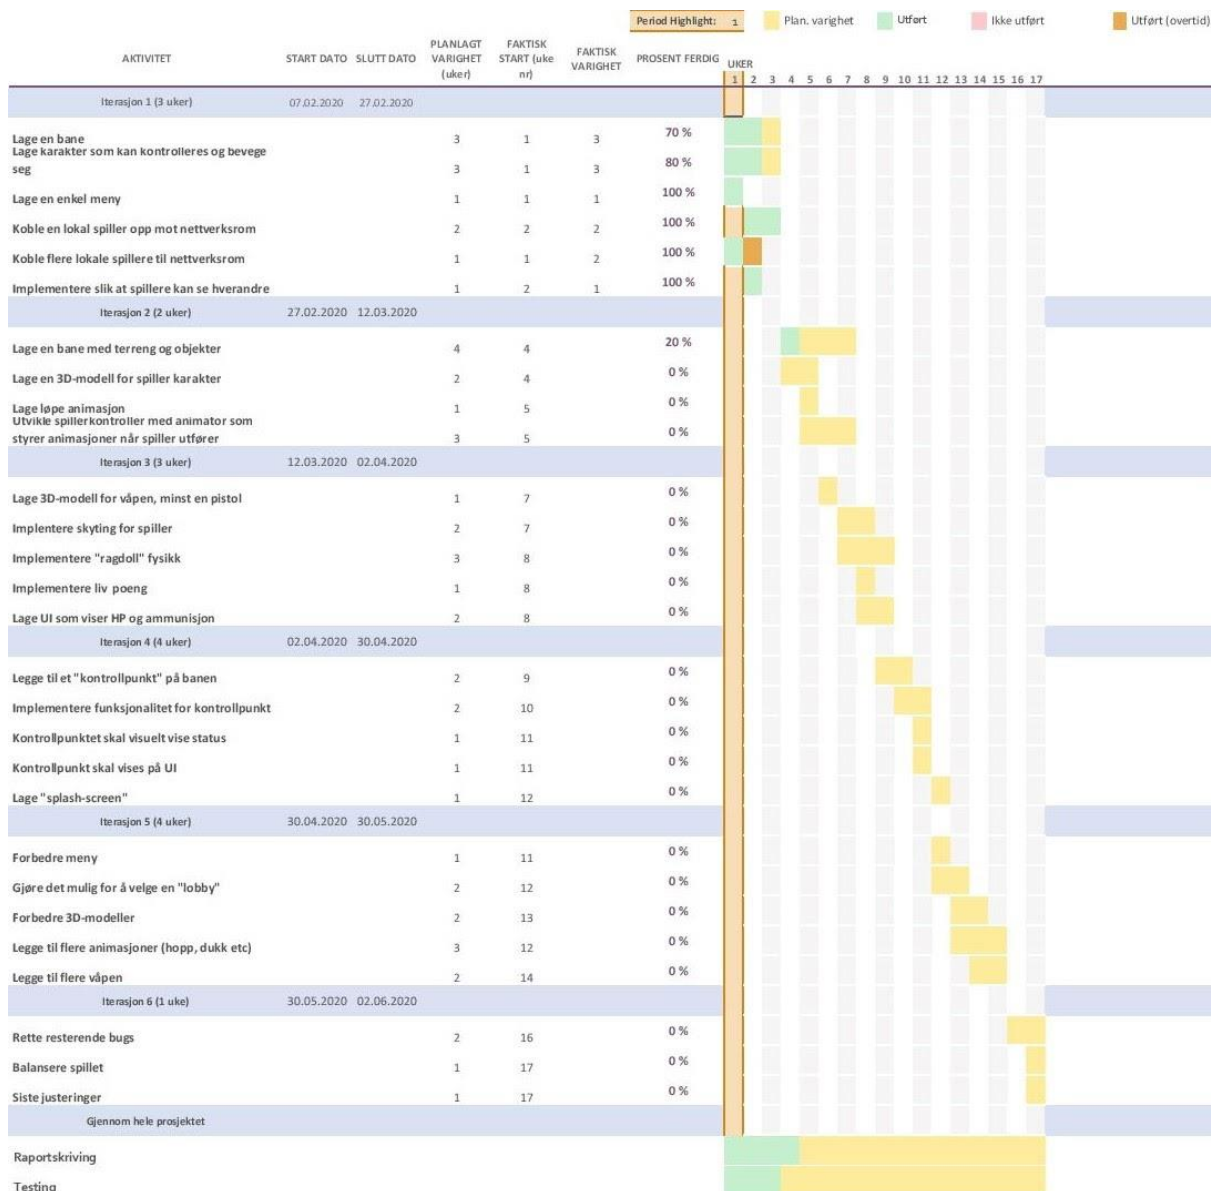 Period Highlight: 1 Plan. varighet Utført Ikke utført Utført (overtid)
AKTIVITET START DATO SLUTT DATO PLANLAGT VARIGHET (uker) FAKTISK START (uke nr) FAKTISK VARIGHET PROSENT FERDIG UKER
1 2 3 4 5 6 7 8 9 10 11 12 13 14 15 16 17
Iterasjon 1 (3 uker) 07.02.2020 27.02.2020
Lage en bane 3 1 3 70 %
Lage karakter som kan kontrolleres og bevege
seg 3 1 3 80 %
Lage en enkel meny 1 1 1 100 %
Koble en lokal spiller opp mot nettverksrom 2 2 2 100 %
Koble flere lokale spillere til nettverksrom 1 1 2 100 %
Implementere slik at spillere kan se hverandre 1 2 1 100 %
Iterasjon 2 (2 uker) 27.02.2020 12.03.2020
Lage en bane med terreng og objekter 4 4 20 %
Lage en 3D-modell for spiller karakter 2 4 0 %
Lage løpe animasjon 1 5 0 %
Utvikle spillerkontroller med animator som
styrer animasjoner når spiller utfører 3 5 0 %
Iterasjon 3 (3 uker) 12.03.2020 02.04.2020
Lage 3D-modell for våpen, minst en pistol 1 7 0 %
Implentere skyting for spiller 2 7 0 %
Implementere "ragdoll" fysikk 3 8 0 %
Implementere liv poeng 1 8 0 %
Lage UI som viser HP og ammunisjon 2 8 0 %
Iterasjon 4 (4 uker) 02.04.2020 30.04.2020
Legge til et "kontrollpunkt" på banen 2 9 0 %
Implementere funksjonalitet for kontrollpunkt 2 10 0 %
Kontrollpunktet skal visuelt vise status 1 11 0 %
Kontrollpunkt skal vises på UI 1 11 0 %
Lage "splash-screen" 1 12 0 %
Iterasjon 5 (4 uker) 30.04.2020 30.05.2020
Forbedre meny 1 11 0 %
Gjøre det mulig for å velge en "lobby" 2 12 0 %
Forbedre 3D-modeller 2 13 0 %
Legge til flere animasjoner (hopp, dukk etc) 3 12 0 %
Legge til flere våpen 2 14 0 %
Iterasjon 6 (1 uke) 30.05.2020 02.06.2020
Rette resterende bugs 2 16 0 %
Balansere spillet 1 17 0 %
Siste justeringer 1 17 0 %
Gjennom hele prosjektet
Raportskriving
Testing